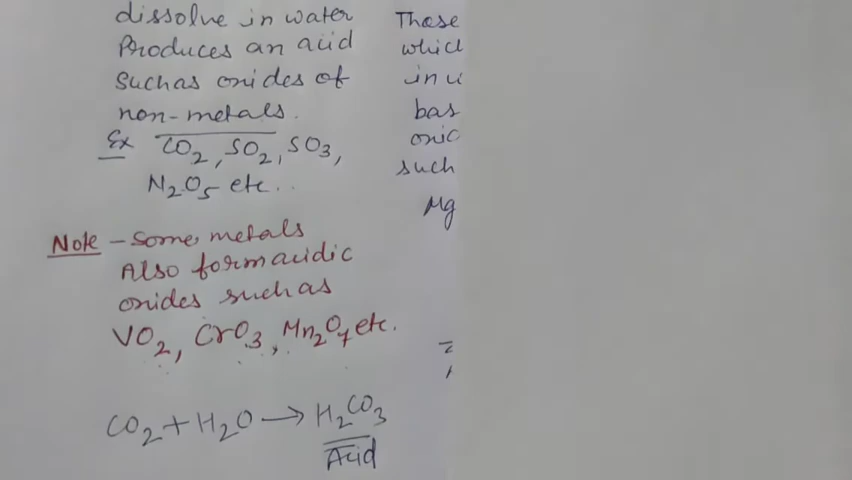 dissolve in water
Produces an acid
Such as oxides of
non-metals.
Ex CO2, SO2, SO3,
N2O5 etc..
Note - Some metals
Also form acidic
oxides such as
VO2, CrO3, Mn2O7 etc.
CO2 + H2O → H2CO3
Acid
Those
which
in
bas
oxic
such
Mg